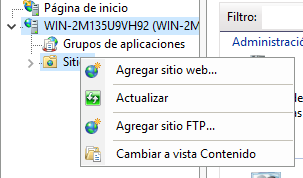 Página de inicio
WIN-2M135U9VH92 (WIN-2M
Grupos de aplicaciones
Siti
Agregar sitio web...
Actualizar
Agregar sitio FTP...
Cambiar a vista Contenido
Filtro:
Administració